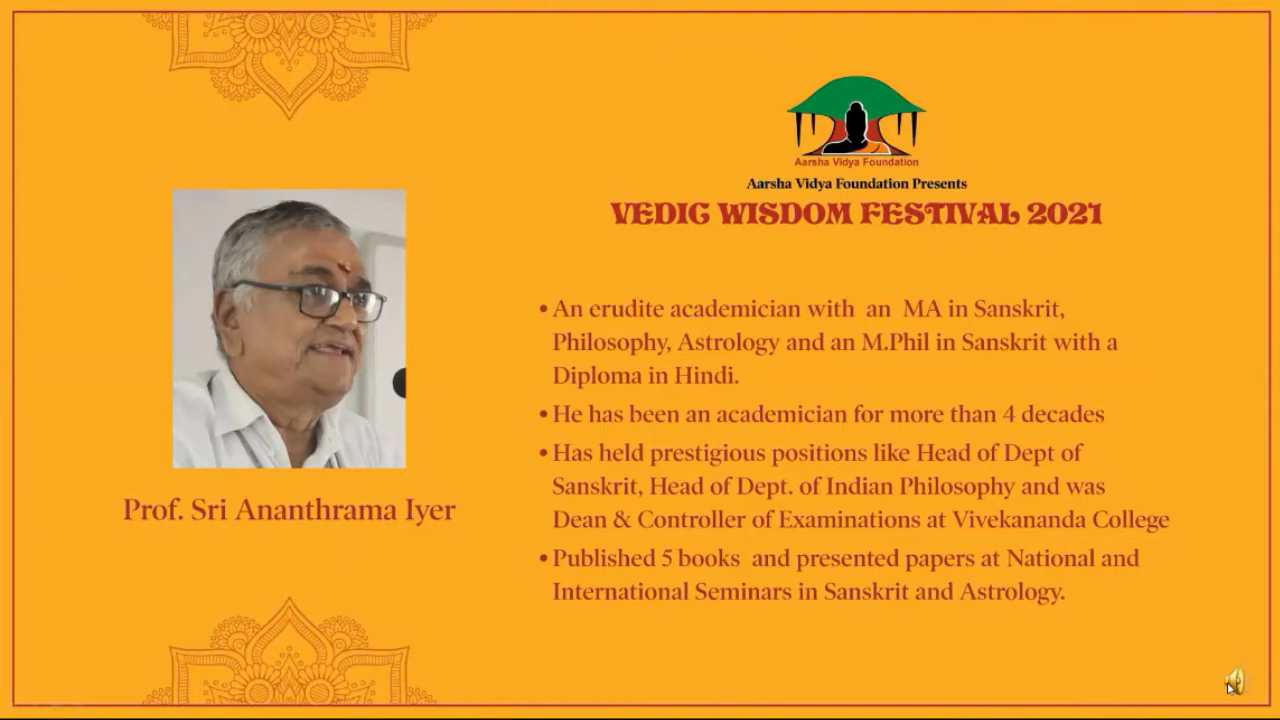 Aarsha Vidya Foundation
Aarsha Vidya Foundation Presents
VEDIC WISDOM FESTIVAL 2021
Prof. Sri Ananthrama Iyer
• An erudite academician with an MA in Sanskrit,
Philosophy, Astrology and an M.Phil in Sanskrit with a
Diploma in Hindi.
• He has been an academician for more than 4 decades
• Has held prestigious positions like Head of Dept of
Sanskrit, Head of Dept. of Indian Philosophy and was
Dean & Controller of Examinations at Vivekananda College
• Published 5 books and presented papers at National and
International Seminars in Sanskrit and Astrology.